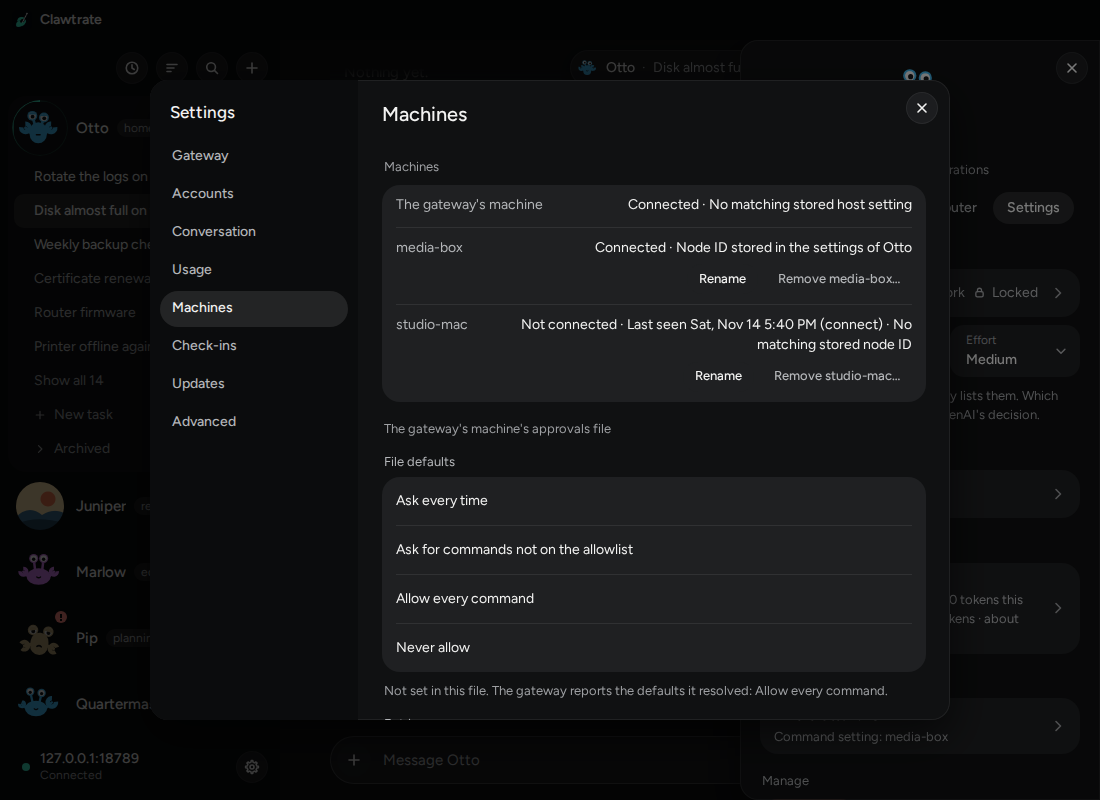 Clawtrate
Nothing yet
Otto · Disk almost fu
Otto
home
Rotate the logs on
Disk almost full on
Weekly backup che
Certificate renewa
Router firmware
Printer offline again
Show all 14
+ New task
Archived
Juniper
re
Marlow
Pip
planning
Quarterma
127.0.0.1:18789
Connected
Settings
Gateway
Accounts
Conversation
Usage
Machines
Check-ins
Updates
Advanced
Machines
Machines
The gateway's machine
Connected · No matching stored host setting
media-box
Connected · Node ID stored in the settings of Otto
Rename
Remove media-box...
studio-mac
Not connected · Last seen Sat, Nov 14 5:40 PM (connect) · No
matching stored node ID
Rename
Remove studio-mac...
The gateway's machine's approvals file
File defaults
Ask every time
Ask for commands not on the allowlist
Allow every command
Never allow
Not set in this file. The gateway reports the defaults it resolved: Allow every command.
Message Otto
rations
uter
Settings
ork
Locked
Effort
Medium
y lists them. Which
enAI's decision.
0 tokens this
kens · about
Command setting: media-box
Manage